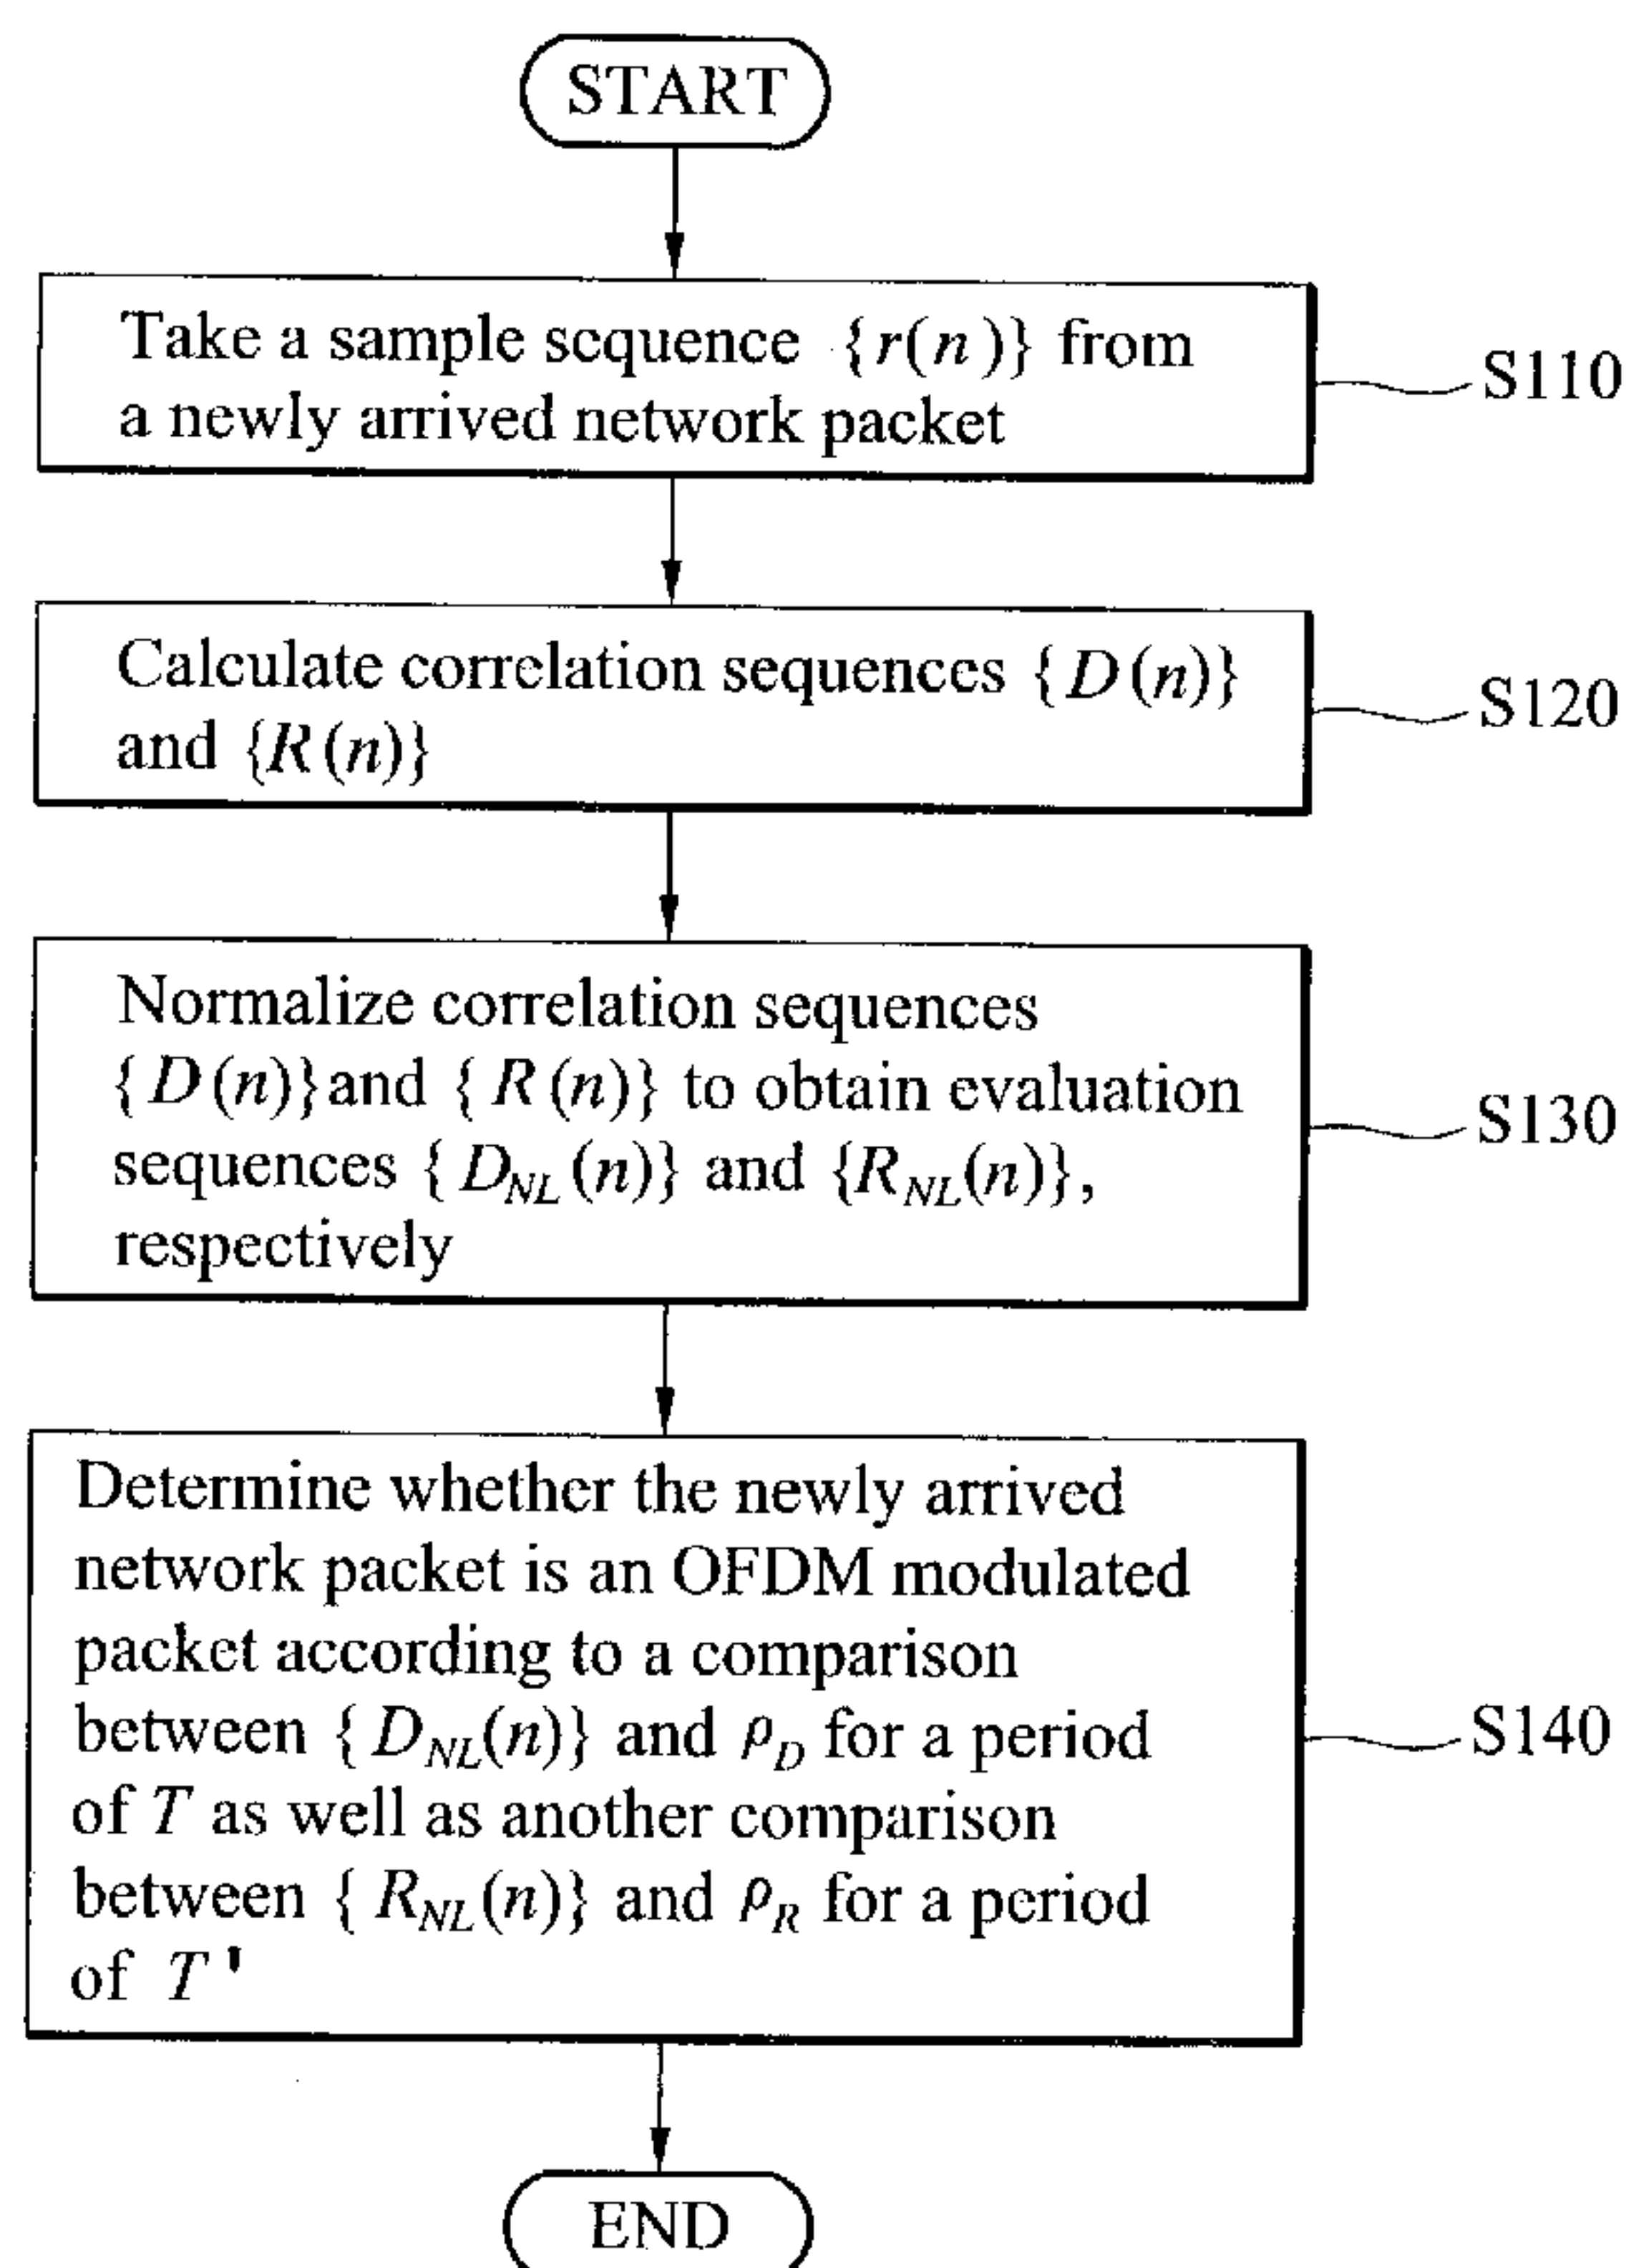 START
Take a sample sequence {r(n)} from
a newly arrived network packet
S110
Calculate correlation sequences {D(n)}
and {R(n)}
S120
Normalize correlation sequences
{D(n)}and {R(n)} to obtain evaluation
sequences {D_NL(n)} and {R_NL(n)},
respectively
S130
Determine whether the newly arrived
network packet is an OFDM modulated
packet according to a comparison
between {D_NL(n)} and ρ_D for a period
of T as well as another comparison
between {R_NL(n)} and ρ_R for a period
of T'
S140
END